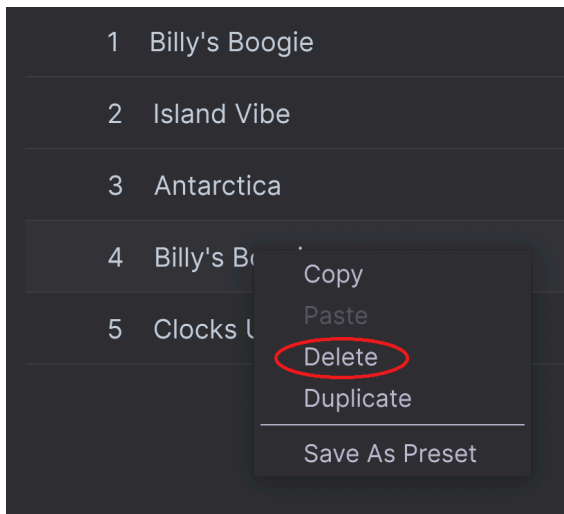 1 Billy's Boogie
2 Island Vibe
3 Antarctica
4 Billy's
Copy
Paste
5 Clocks
Delete
Duplicate
Save As Preset